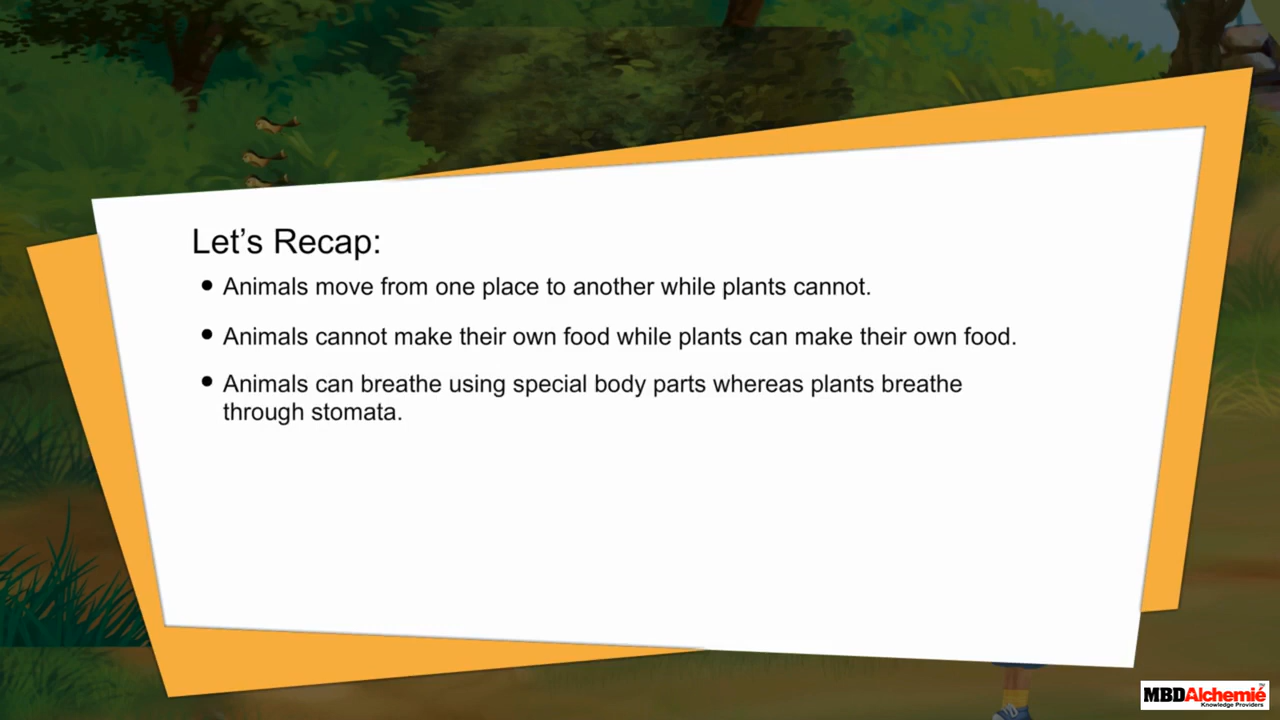 Let’s Recap:
● Animals move from one place to another while plants cannot.
● Animals cannot make their own food while plants can make their own food.
● Animals can breathe using special body parts whereas plants breathe
through stomata.
MBDAlchemié™
Knowledge Providers